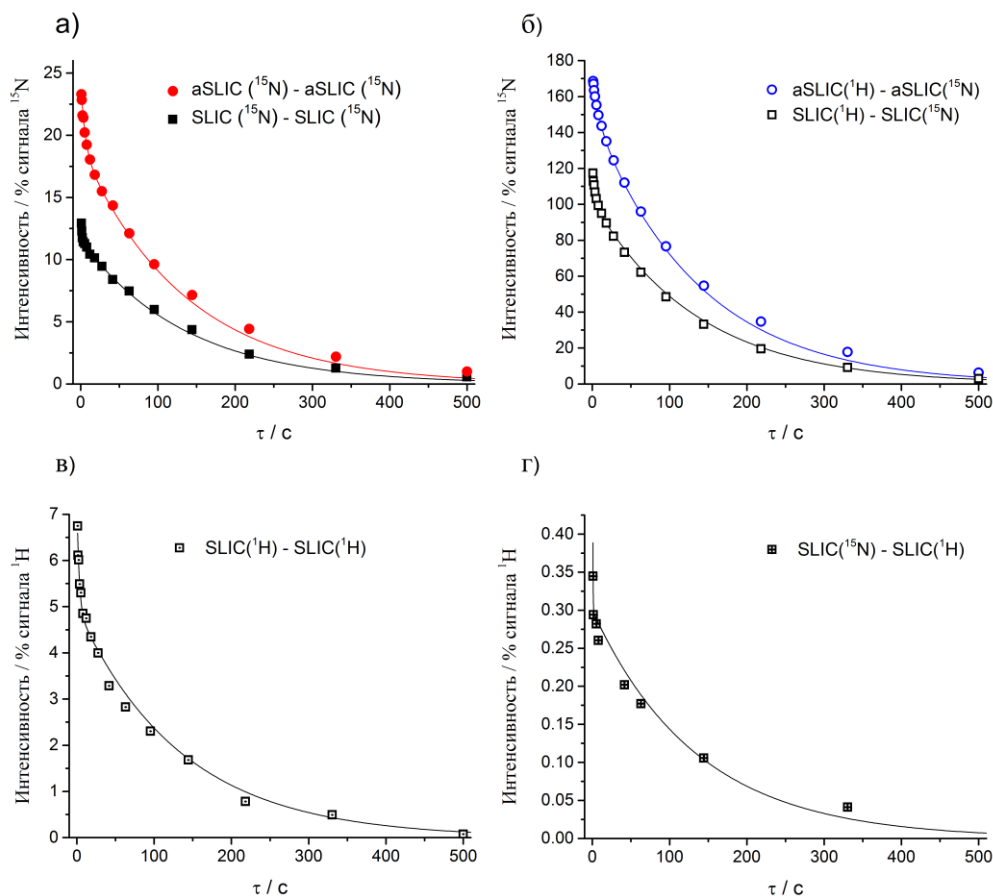 а)
25
20
15
10
5
0
Интенсивность / % сигнала ¹⁵N
aSLIC (¹⁵N) - aSLIC (¹⁵N)
SLIC (¹⁵N) - SLIC (¹⁵N)
0 100 200 300 400 500
τ / с
б)
180
160
140
120
100
80
60
40
20
0
Интенсивность / % сигнала ¹⁵N
aSLIC(¹H) - aSLIC(¹⁵N)
SLIC(¹H) - SLIC(¹⁵N)
0 100 200 300 400 500
τ / с
в)
7
6
5
4
3
2
1
0
Интенсивность / % сигнала ¹H
SLIC(¹H) - SLIC(¹H)
0 100 200 300 400 500
τ / с
г)
0.40
0.35
0.30
0.25
0.20
0.15
0.10
0.05
0.00
Интенсивность / % сигнала ¹H
SLIC(¹⁵N) - SLIC(¹H)
0 100 200 300 400 500
τ / с